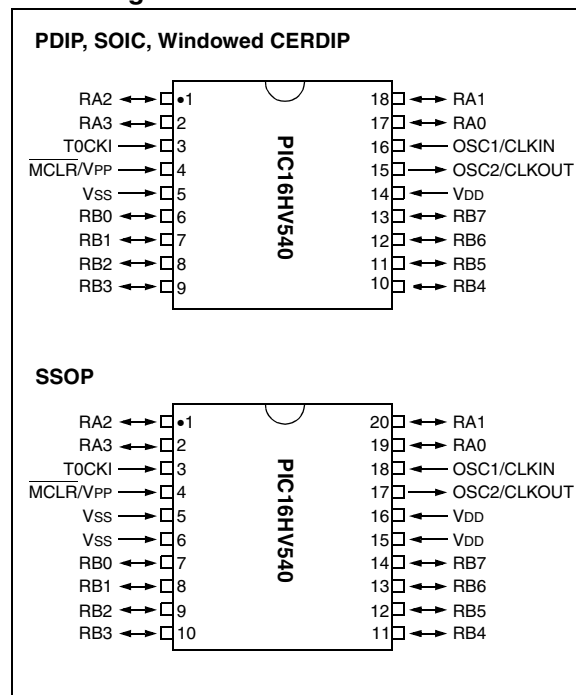 PDIP, SOIC, Windowed CERDIP
RA2 •1 18 RA1
RA3 2 17 RA0
T0CKI 3 16 OSC1/CLKIN
MCLR/VPP 4 15 OSC2/CLKOUT
VSS 5 14 VDD
RB0 6 13 RB7
RB1 7 12 RB6
RB2 8 11 RB5
RB3 9 10 RB4
PIC16HV540
SSOP
RA2 •1 20 RA1
RA3 2 19 RA0
T0CKI 3 18 OSC1/CLKIN
MCLR/VPP 4 17 OSC2/CLKOUT
VSS 5 16 VDD
VSS 6 15 VDD
RB0 7 14 RB7
RB1 8 13 RB6
RB2 9 12 RB5
RB3 10 11 RB4
PIC16HV540